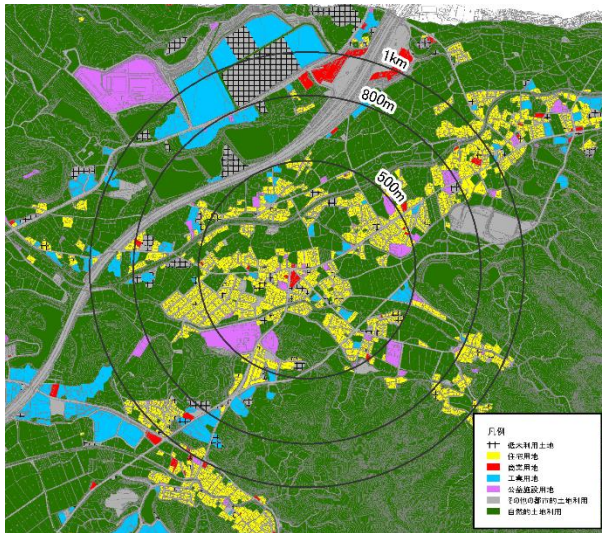 1km
800m
500m
凡例
低未利用土地
住宅用地
商業用地
工業用地
公益施設用地
その他の都市的土地利用
自然的土地利用